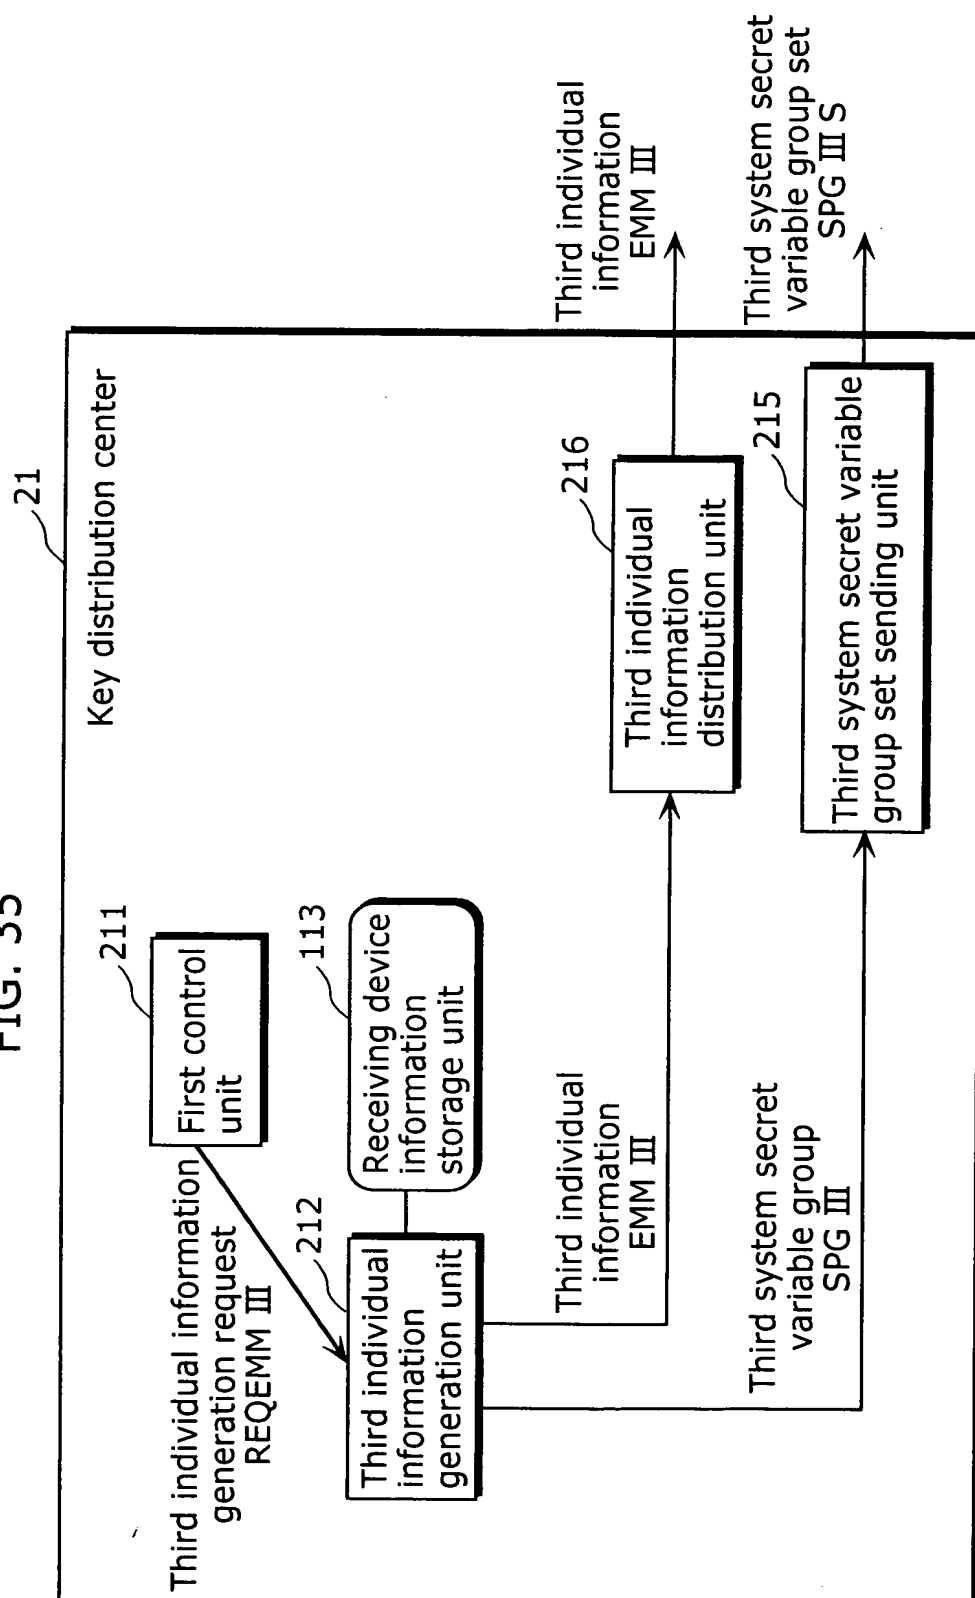 FIG. 35
21
Key distribution center
211
First control
unit
Third individual information
generation request
REQEMM III
212
Third individual
information
generation unit
113
Receiving device
information
storage unit
Third individual
information
EMM III
216
Third individual
information
distribution unit
Third individual
information
EMM III
Third system secret
variable group
SPG III
215
Third system secret variable
group set sending unit
Third system secret
variable group set
SPG III S